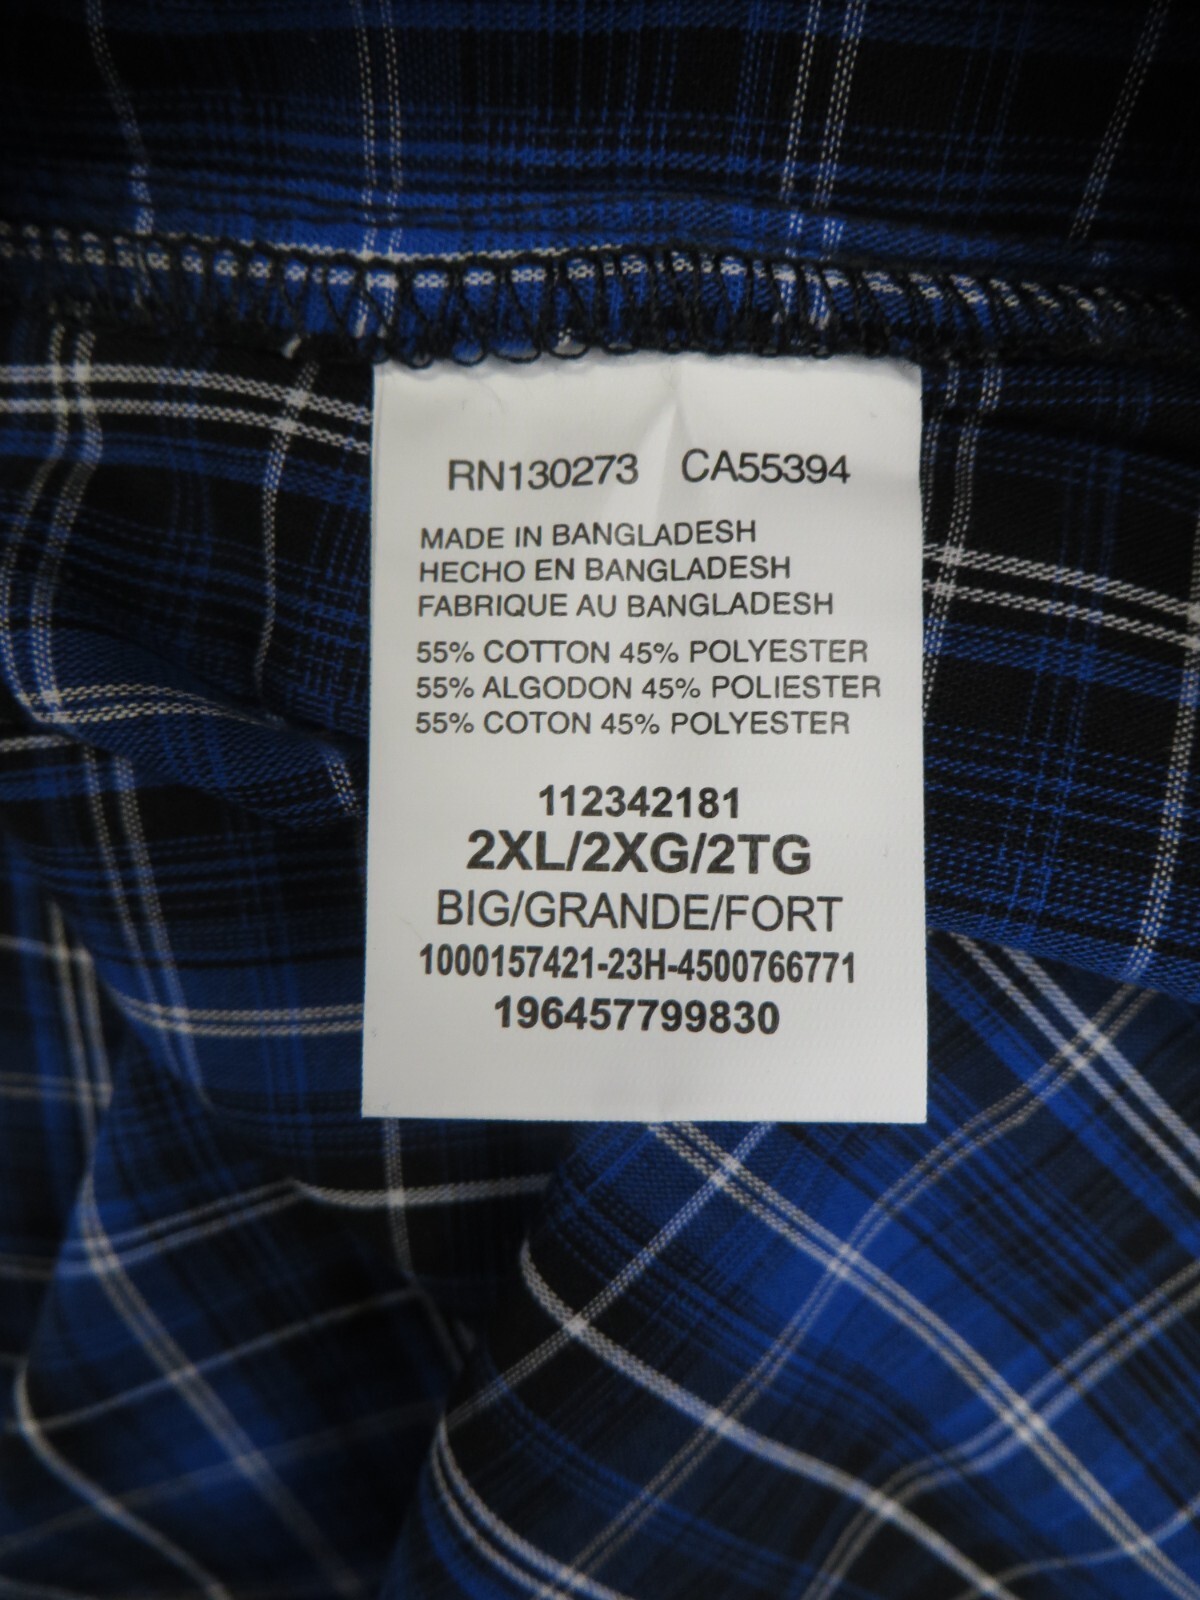 RN130273 CA55394
MADE IN BANGLADESH
HECHO EN BANGLADESH
FABRIQUE AU BANGLADESH
55% COTTON 45% POLYESTER
55% ALGODON 45% POLIESTER
55% COTON 45% POLYESTER
112342181
2XL/2XG/2TG
BIG/GRANDE/FORT
1000157421-23H-4500766771
196457799830